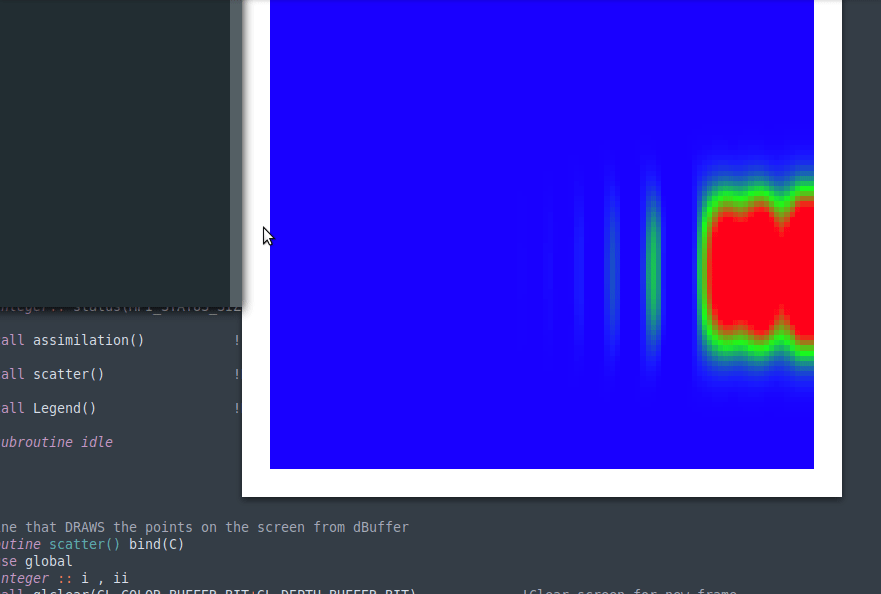 nteger:: status(MPI_STATUS_SIZ
all assimilation() !
all scatter() !
all Legend() !
ubroutine idle
ne that DRAWS the points on the screen from dBuffer
utine scatter() bind(C)
se global
nteger :: i , ii
all glclear(GL_COLOR_BUFFER_BIT+GL_DEPTH_BUFFER_BIT) !Clear screen for new frame